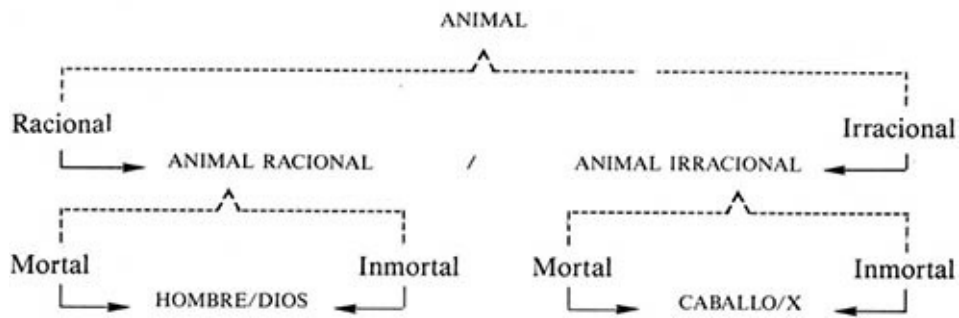 ANIMAL
Racional Irracional
ANIMAL RACIONAL / ANIMAL IRRACIONAL
Mortal Inmortal Mortal Inmortal
HOMBRE/DIOS CABALLO/X